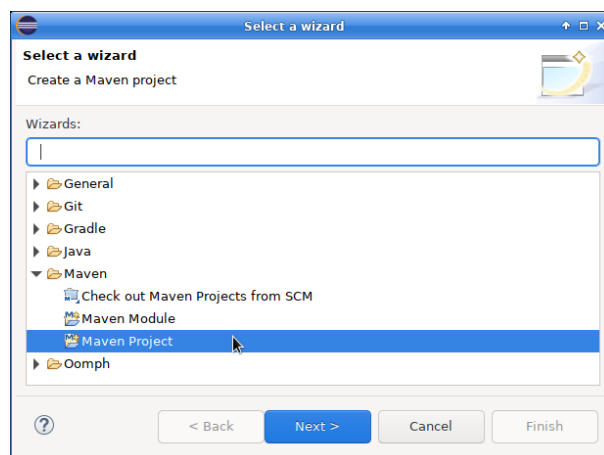 Select a wizard
Select a wizard
Create a Maven project
Wizards:
General
Git
Gradle
Java
Maven
Check out Maven Projects from SCM
Maven Module
Maven Project
Oomph
? < Back Next > Cancel Finish